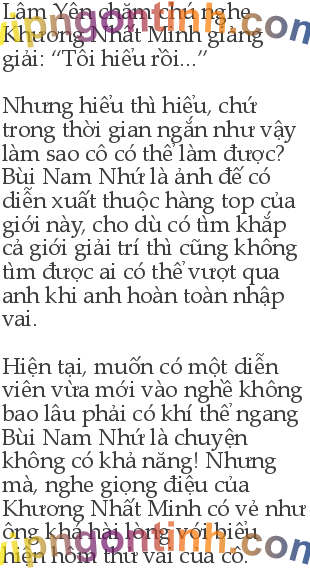 Lâm Yên chăm chú nghe
Khương Nhất Minh giảng
giải: “Tôi hiểu rồi...”
Nhưng hiểu thì hiểu, chứ
trong thời gian ngắn như vậy
làm sao cô có thể làm được?
Bùi Nam Nhứ là ảnh đế có
diễn xuất thuộc hàng top của
giới này, cho dù có tìm khắp
cả giới giải trí thì cũng không
tìm được ai có thể vượt qua
anh khi anh hoàn toàn nhập
vai.
Hiện tại, muốn có một diễn
viên vừa mới vào nghề không
bao lâu phải có khí thế ngang
Bùi Nam Nhứ là chuyện
không có khả năng! Nhưng
mà, nghe giọng điệu của
Khương Nhất Minh có vẻ như
ông khá hài lòng với biểu
hiện hôm thử vai của cô.
vipngontinh.com
vipngontinh.com